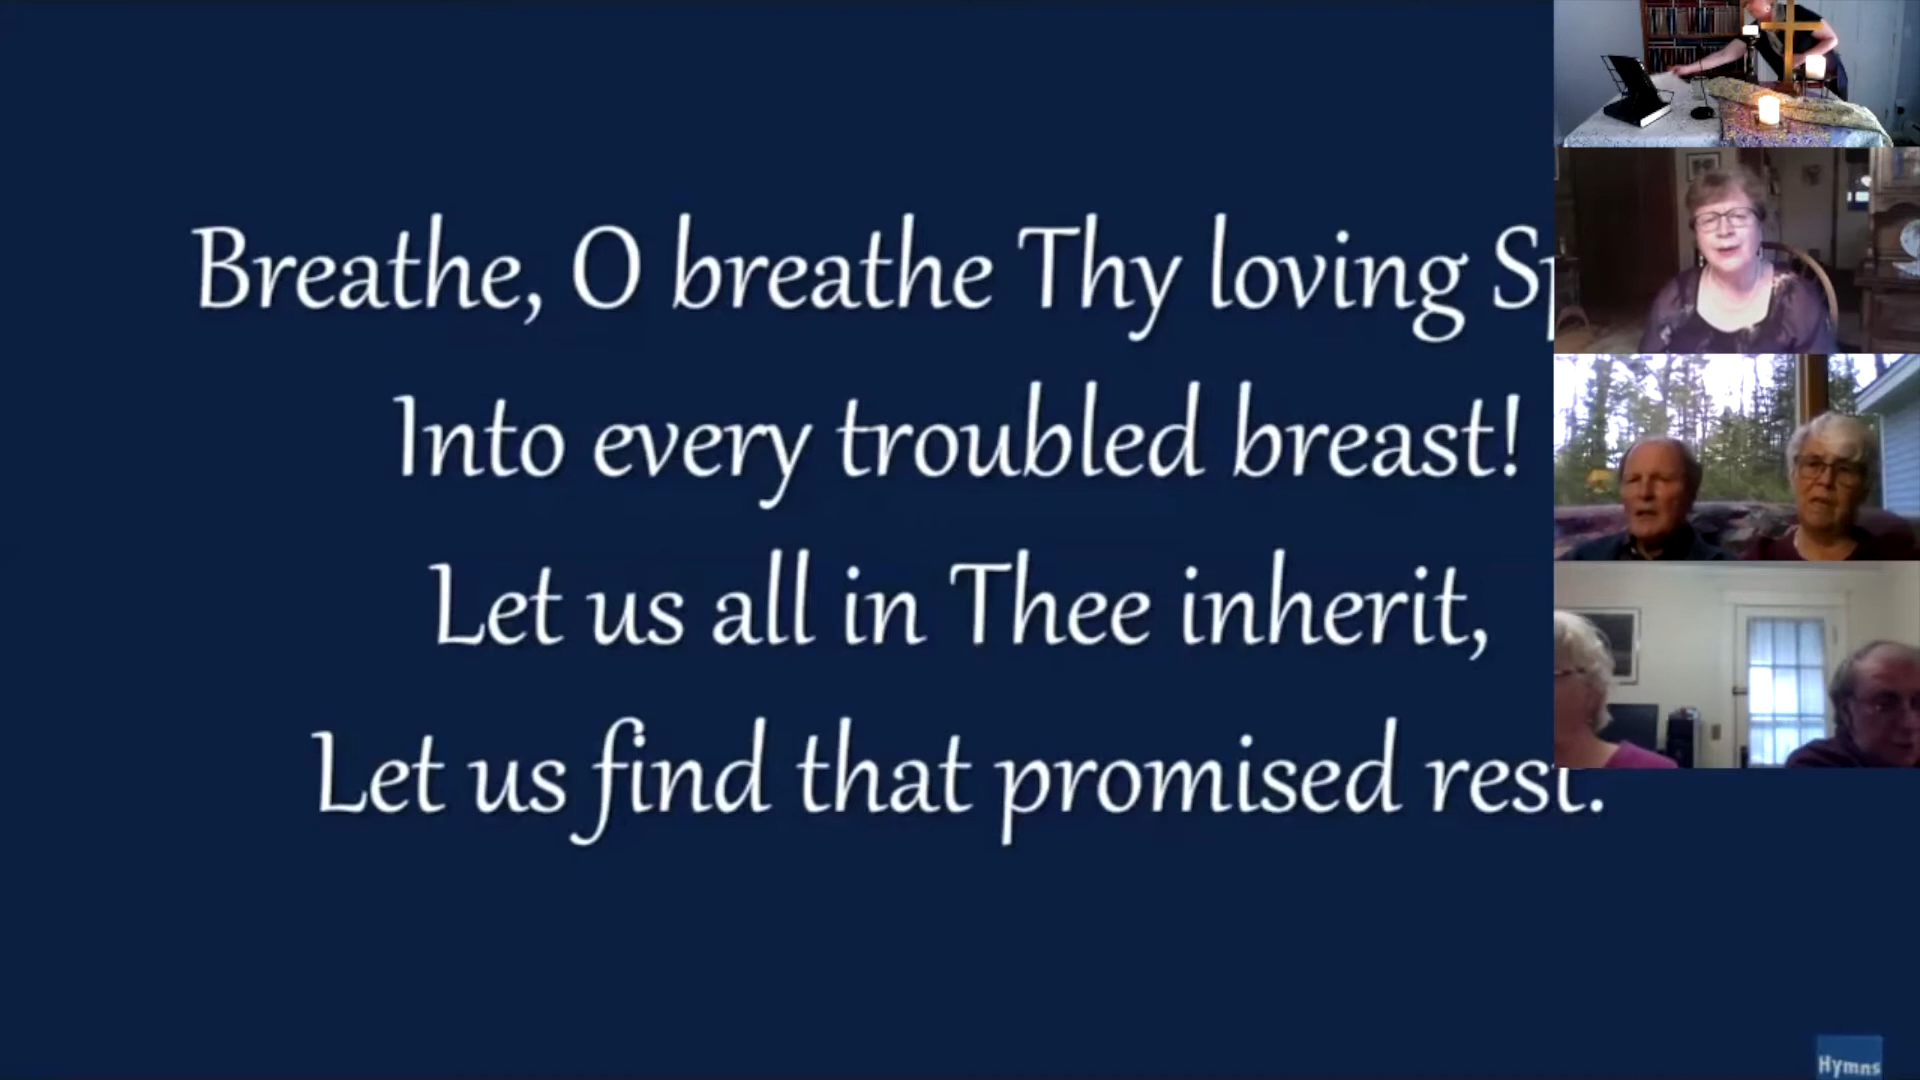 Breathe, O breathe Thy loving
Into every troubled breast!
Let us all in Thee inherit,
Let us find that promised rest.
Hymns